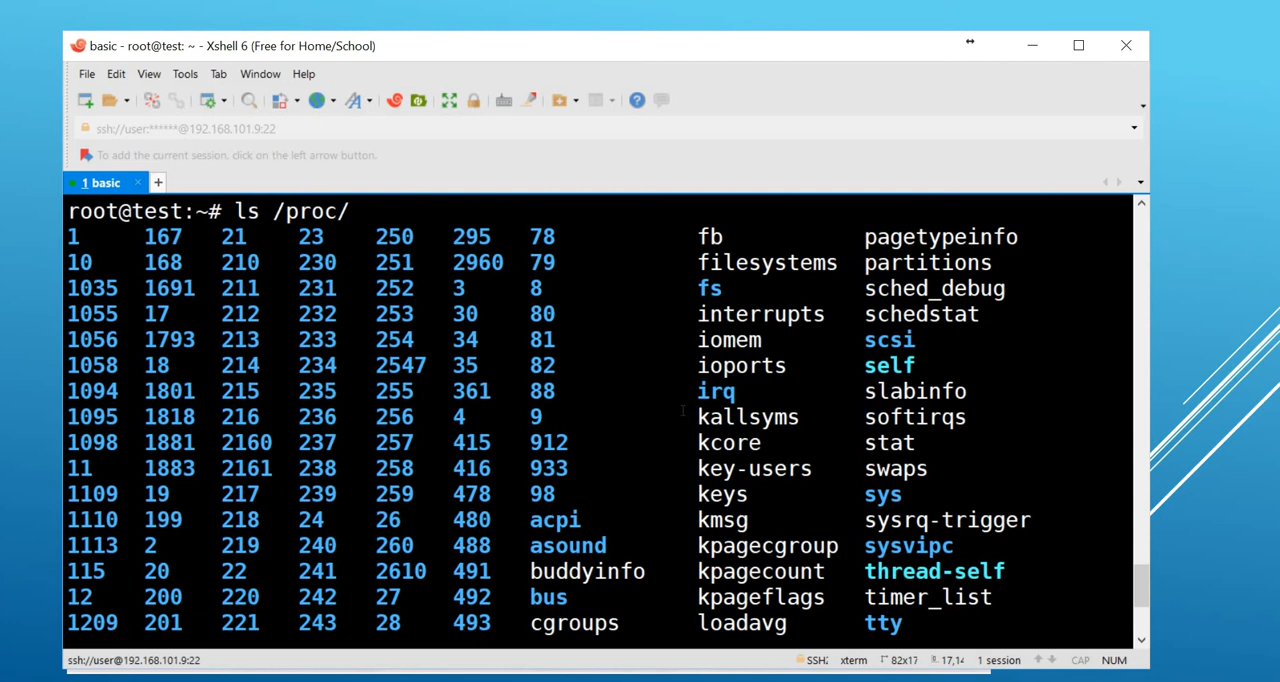 basic - root@test: ~ - Xshell 6 (Free for Home/School)
File Edit View Tools Tab Window Help
ssh://user:******@192.168.101.9:22
To add the current session, click on the left arrow button.
1 basic × +
root@test:~# ls /proc/
1 167 21 23 250 295 78 fb pagetypeinfo
10 168 210 230 251 2960 79 filesystems partitions
1035 1691 211 231 252 3 8 fs sched_debug
1055 17 212 232 253 30 80 interrupts schedstat
1056 1793 213 233 254 34 81 iomem scsi
1058 18 214 234 2547 35 82 ioports self
1094 1801 215 235 255 361 88 irq slabinfo
1095 1818 216 236 256 4 9 kallsyms softirqs
1098 1881 2160 237 257 415 912 kcore stat
11 1883 2161 238 258 416 933 key-users swaps
1109 19 217 239 259 478 98 keys sys
1110 199 218 24 26 480 acpi kmsg sysrq-trigger
1113 2 219 240 260 488 asound kpagecgroup sysvipc
115 20 22 241 2610 491 buddyinfo kpagecount thread-self
12 200 220 242 27 492 bus kpageflags timer_list
1209 201 221 243 28 493 cgroups loadavg tty
ssh://user@192.168.101.9:22 SSH2 xterm 82x17 17,14 1 session CAP NUM